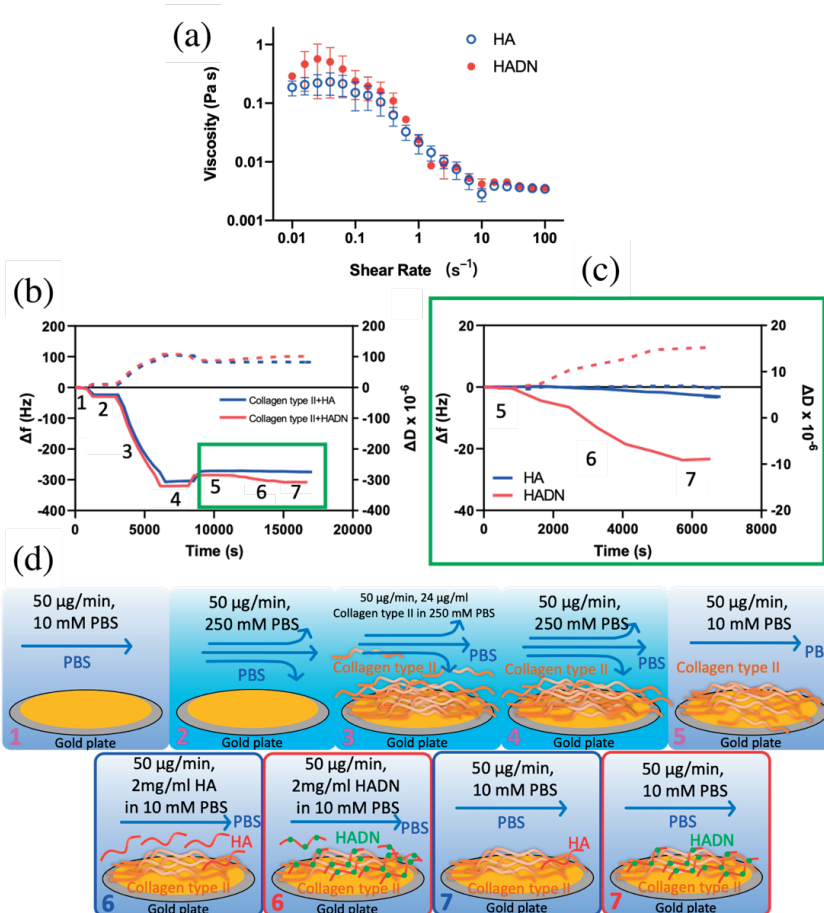 (a)
HA
HADN
Viscosity (Pa s)
1
0.1
0.01
0.001
0.01
0.1
1
10
100
Shear Rate (s⁻¹)
(b)
Δf (Hz)
200
100
0
-100
-200
-300
-400
200
100
0
-100
-200
-300
-400
ΔD x 10⁻⁶
1
2
3
4
5
6
7
Collagen type II+HA
Collagen type II+HADN
0
5000
10000
15000
20000
Time (s)
(c)
Δf (Hz)
20
0
-20
-40
20
10
0
-10
-20
ΔD x 10⁻⁶
5
6
7
HA
HADN
0
2000
4000
6000
8000
Time (s)
(d)
50 µg/min,
10 mM PBS
PBS
1
Gold plate
50 µg/min,
250 mM PBS
PBS
2
Gold plate
50 µg/min, 24 µg/ml
Collagen type II in 250 mM PBS
PBS
Collagen type II
3
Gold plate
50 µg/min,
250 mM PBS
PBS
Collagen type II
4
Gold plate
50 µg/min,
10 mM PBS
PBS
Collagen type II
5
Gold plate
50 µg/min,
2mg/ml HA
in 10 mM PBS
PBS
HA
Collagen type II
6
Gold plate
50 µg/min,
2mg/ml HADN
in 10 mM PBS
PBS
HADN
Collagen type II
6
Gold plate
50 µg/min,
10 mM PBS
PBS
HA
Collagen type II
7
Gold plate
50 µg/min,
10 mM PBS
PBS
HADN
Collagen type II
7
Gold plate